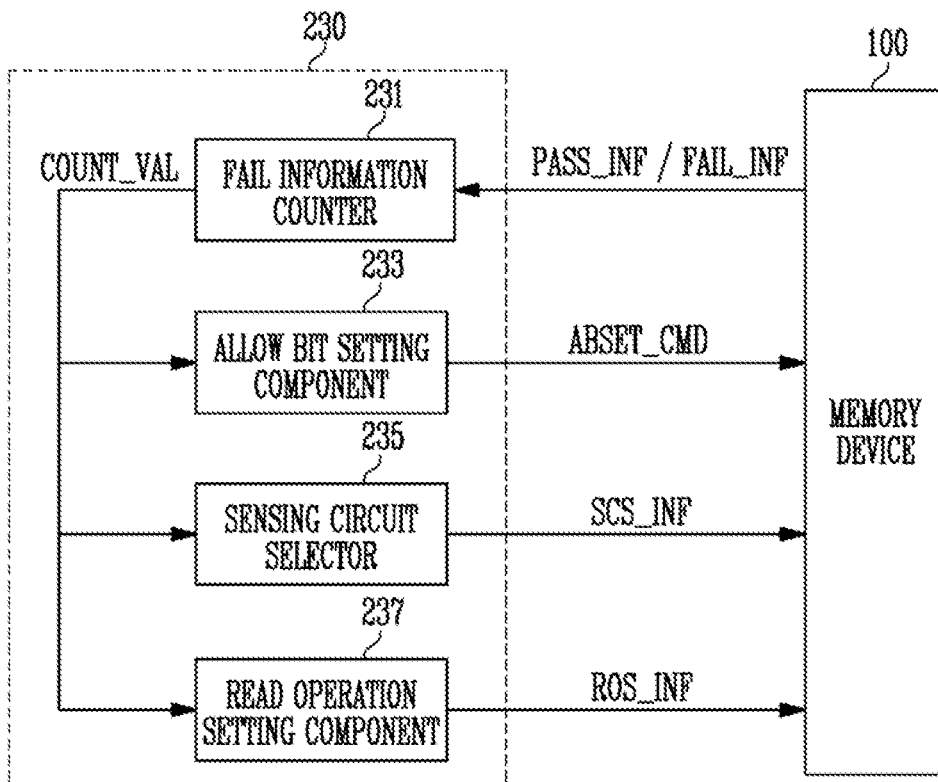 230
100
231
COUNT_VAL
FAIL INFORMATION
COUNTER
PASS_INF / FAIL_INF
233
ALLOW BIT SETTING
COMPONENT
ABSET_CMD
MEMORY
DEVICE
235
SENSING CIRCUIT
SELECTOR
SCS_INF
237
READ OPERATION
SETTING COMPONENT
ROS_INF